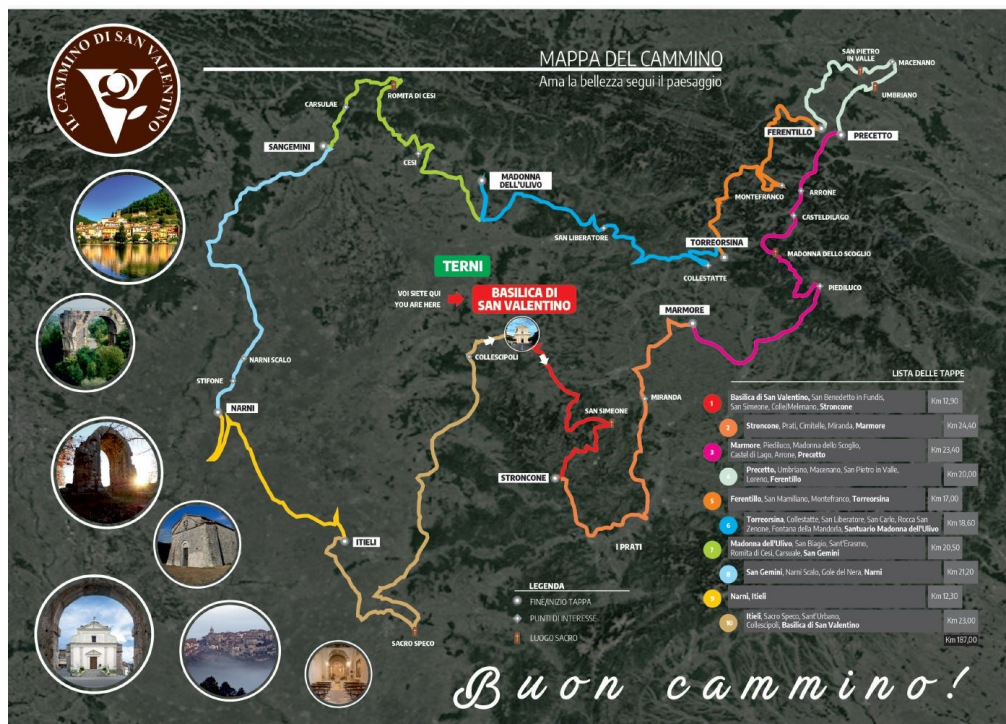 IL CAMMINO DI SAN VALENTINO
MAPPA DEL CAMMINO
Ama la bellezza segui il paesaggio
SAN PIETRO
IN VALLE
MACENANO
UMBRIANO
ROMITA DI CESI
CARSULAE
FERENTILLO
PRECETTO
SANGEMINI
CESI
MADONNA
DELL'ULIVO
MONTEFRANCO
ARRONE
CASTELDILAGO
SAN LIBERATORE
TORREORSINA
COLLESTATTE
MADONNA DELLO SCOGLIO
TERNI
PIEDILUCO
VOI SIETE QUI
YOU ARE HERE
BASILICA DI
SAN VALENTINO
MARMORE
COLLESCIPOLI
NARNI SCALO
STIFONE
NARNI
MIRANDA
SAN SIMEONE
STRONCONE
I PRATI
ITIELI
SACRO SPECO
LISTA DELLE TAPPE
1 Basilica di San Valentino, San Benedetto in Fundis,
San Simeone, Colle/Melenano, Stroncone Km 12,90
2 Stroncone, Prati, Cimitelle, Miranda, Marmore Km 24,40
3 Marmore, Piediluco, Madonna dello Scoglio,
Castel di Lago, Arrone, Precetto Km 23,40
4 Precetto, Umbriano, Macenano, San Pietro in Valle,
Loreno, Ferentillo Km 20,00
5 Ferentillo, San Mamiliano, Montefranco, Torreorsina Km 17,00
6 Torreorsina, Collestatte, San Liberatore, San Carlo, Rocca San
Zenone, Fontana della Mandorla, Santuario Madonna dell'Ulivo Km 18,60
7 Madonna dell'Ulivo, San Biagio, Sant'Erasmo,
Romita di Cesi, Carsuale, San Gemini Km 20,50
8 San Gemini, Narni Scalo, Gole del Nera, Narni Km 21,20
9 Narni, Itieli Km 12,30
10 Itieli, Sacro Speco, Sant'Urbano,
Collescipoli, Basilica di San Valentino Km 23,00
Km 187,00
LEGENDA
FINE/INIZIO TAPPA
PUNTI DI INTERESSE
LUOGO SACRO
Buon cammino!